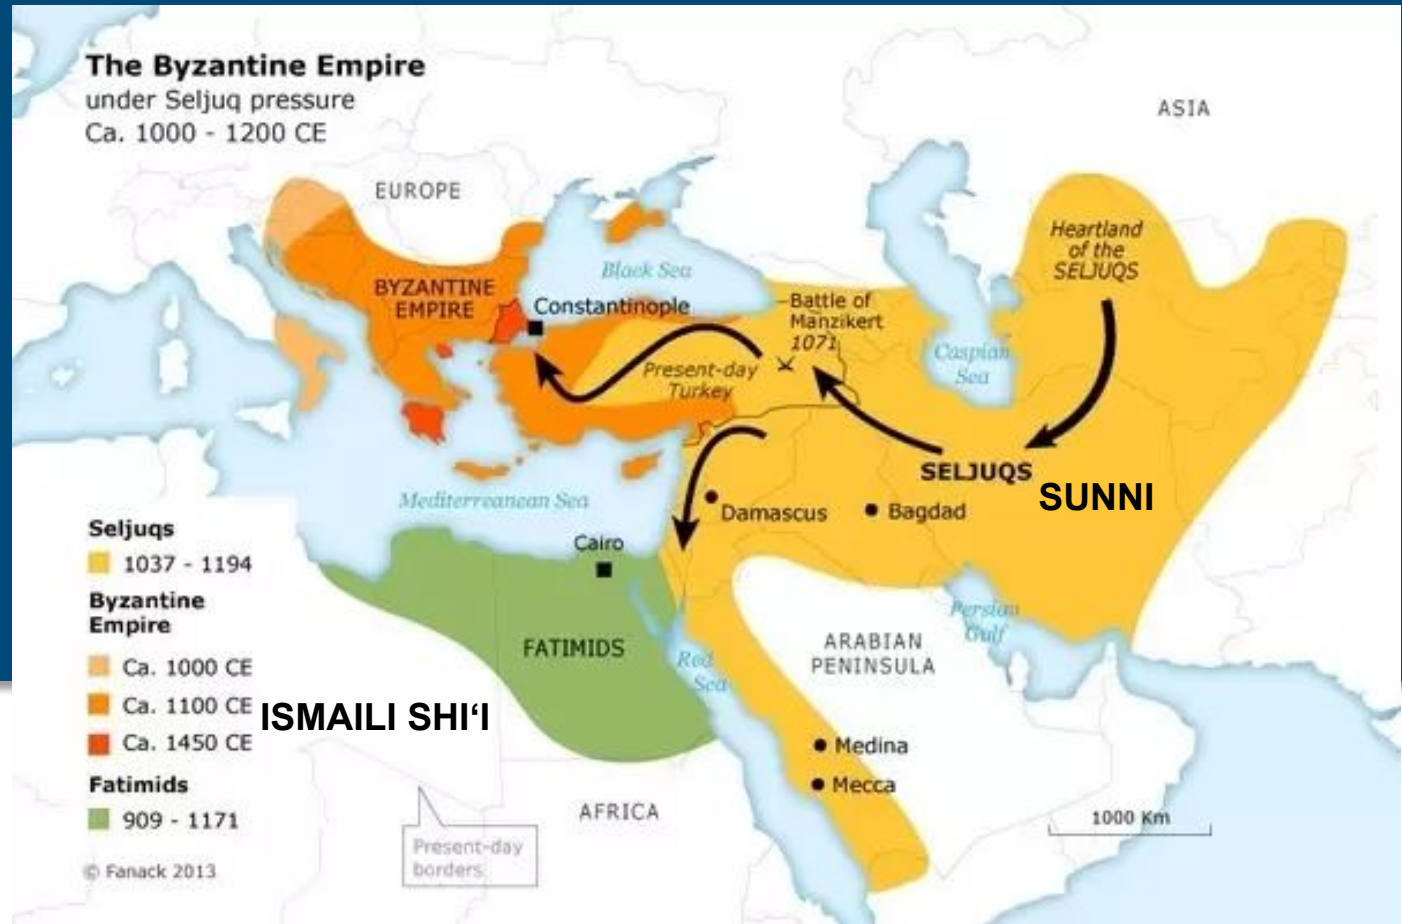 The Byzantine Empire
under Seljuq pressure
Ca. 1000 - 1200 CE
ASIA
EUROPE
Heartland
of the
SELJUQS
Black Sea
BYZANTINE
EMPIRE
Constantinople
Battle of
Manzikert
1071
Caspian
Sea
Present-day
Turkey
SELJUQS
SUNNI
Mediterreanean Sea
Damascus
Bagdad
Cairo
Seljuqs
1037 - 1194
Byzantine
Empire
Ca. 1000 CE
Ca. 1100 CE
Ca. 1450 CE
ISMAILI SHI‘I
Fatimids
909 - 1171
© Fanack 2013
FATIMIDS
Red
Sea
Persian
Gulf
ARABIAN
PENINSULA
Medina
Mecca
AFRICA
1000 Km
Present-day
borders